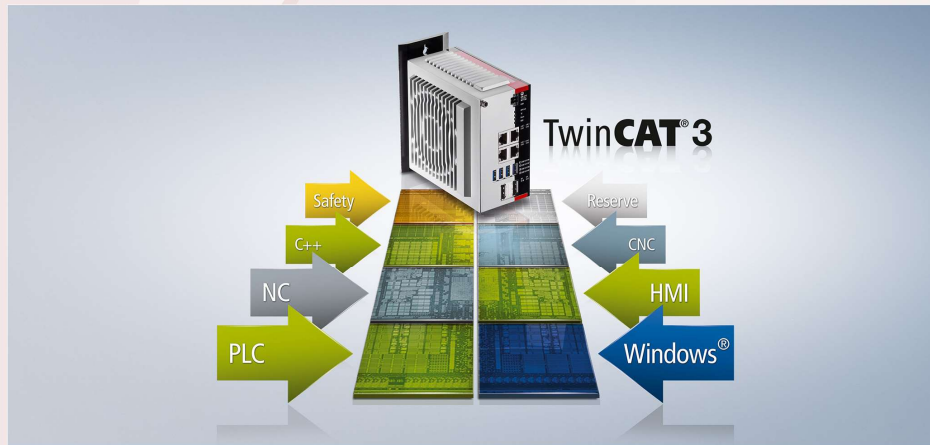 TwinCAT® 3
Safety
Reserve
C++
CNC
NC
HMI
PLC
Windows®